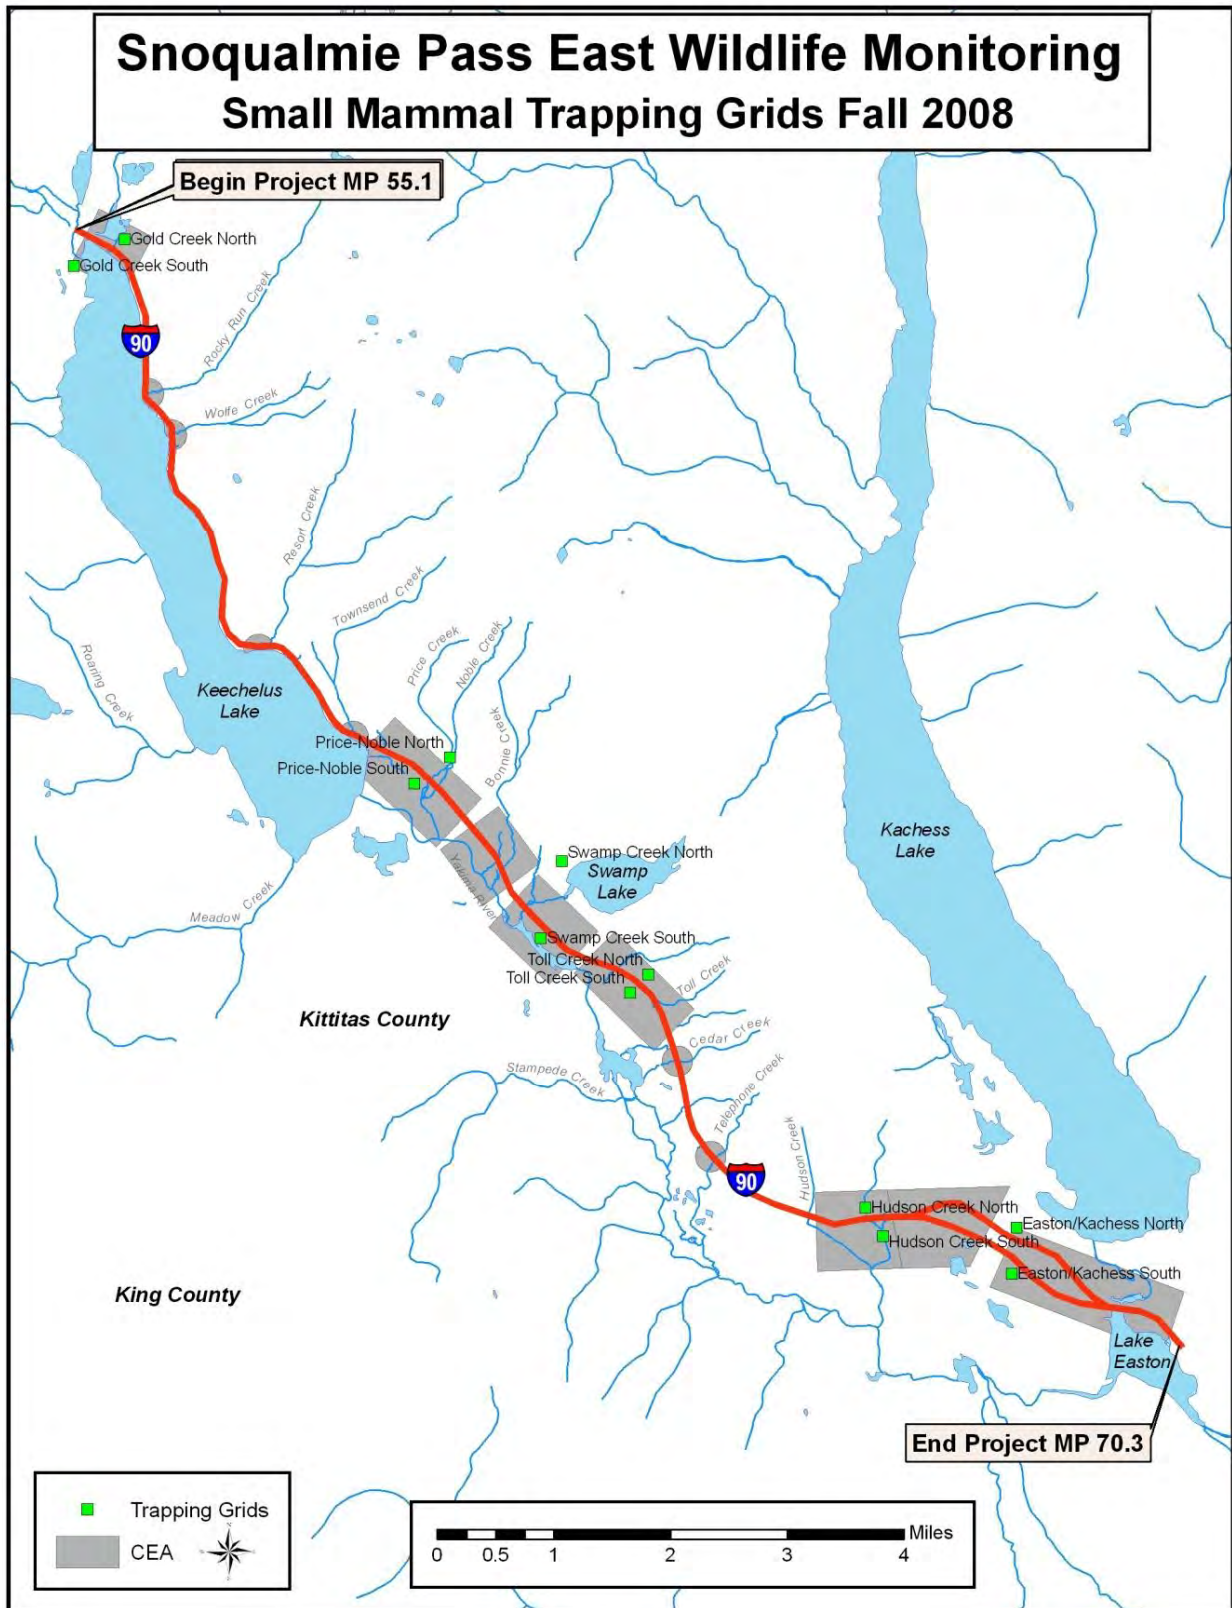 Snoqualmie Pass East Wildlife Monitoring
Small Mammal Trapping Grids Fall 2008
Begin Project MP 55.1
Gold Creek North
Gold Creek South
90
Rocky Run Creek
Wolfe Creek
Resort Creek
Townsend Creek
Price Creek
Noble Creek
Bonnie Creek
Roaring Creek
Keechelus
Lake
Price-Noble North
Price-Noble South
Kachess
Lake
Swamp Creek North
Swamp
Lake
Yakima River
Meadow Creek
Swamp Creek South
Toll Creek North
Toll Creek South
Toll Creek
Kittitas County
Cedar Creek
Stampede Creek
Telephone Creek
Hudson Creek
90
Hudson Creek North
Hudson Creek South
Easton/Kachess North
Easton/Kachess South
King County
Lake
Easton
End Project MP 70.3
Trapping Grids
CEA
Miles
0 0.5 1 2 3 4